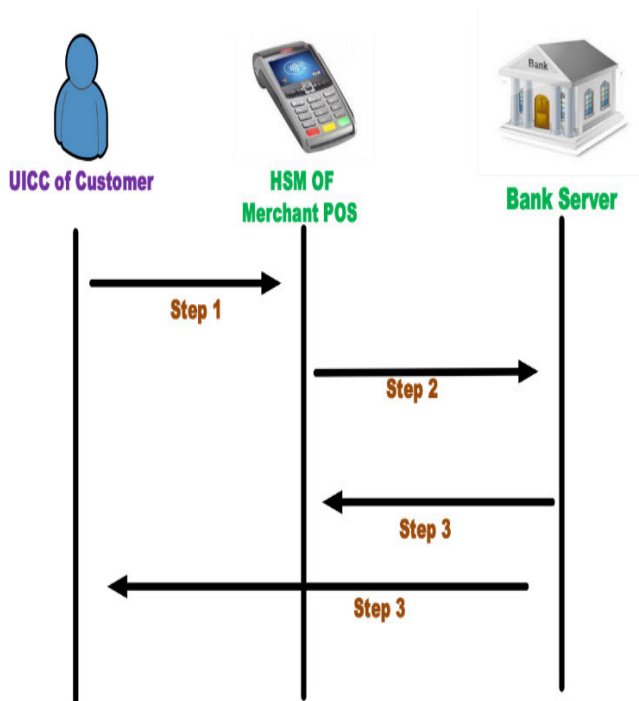 Bank
UICC of Customer
HSM OF
Merchant POS
Bank Server
Step 1
Step 2
Step 3
Step 3